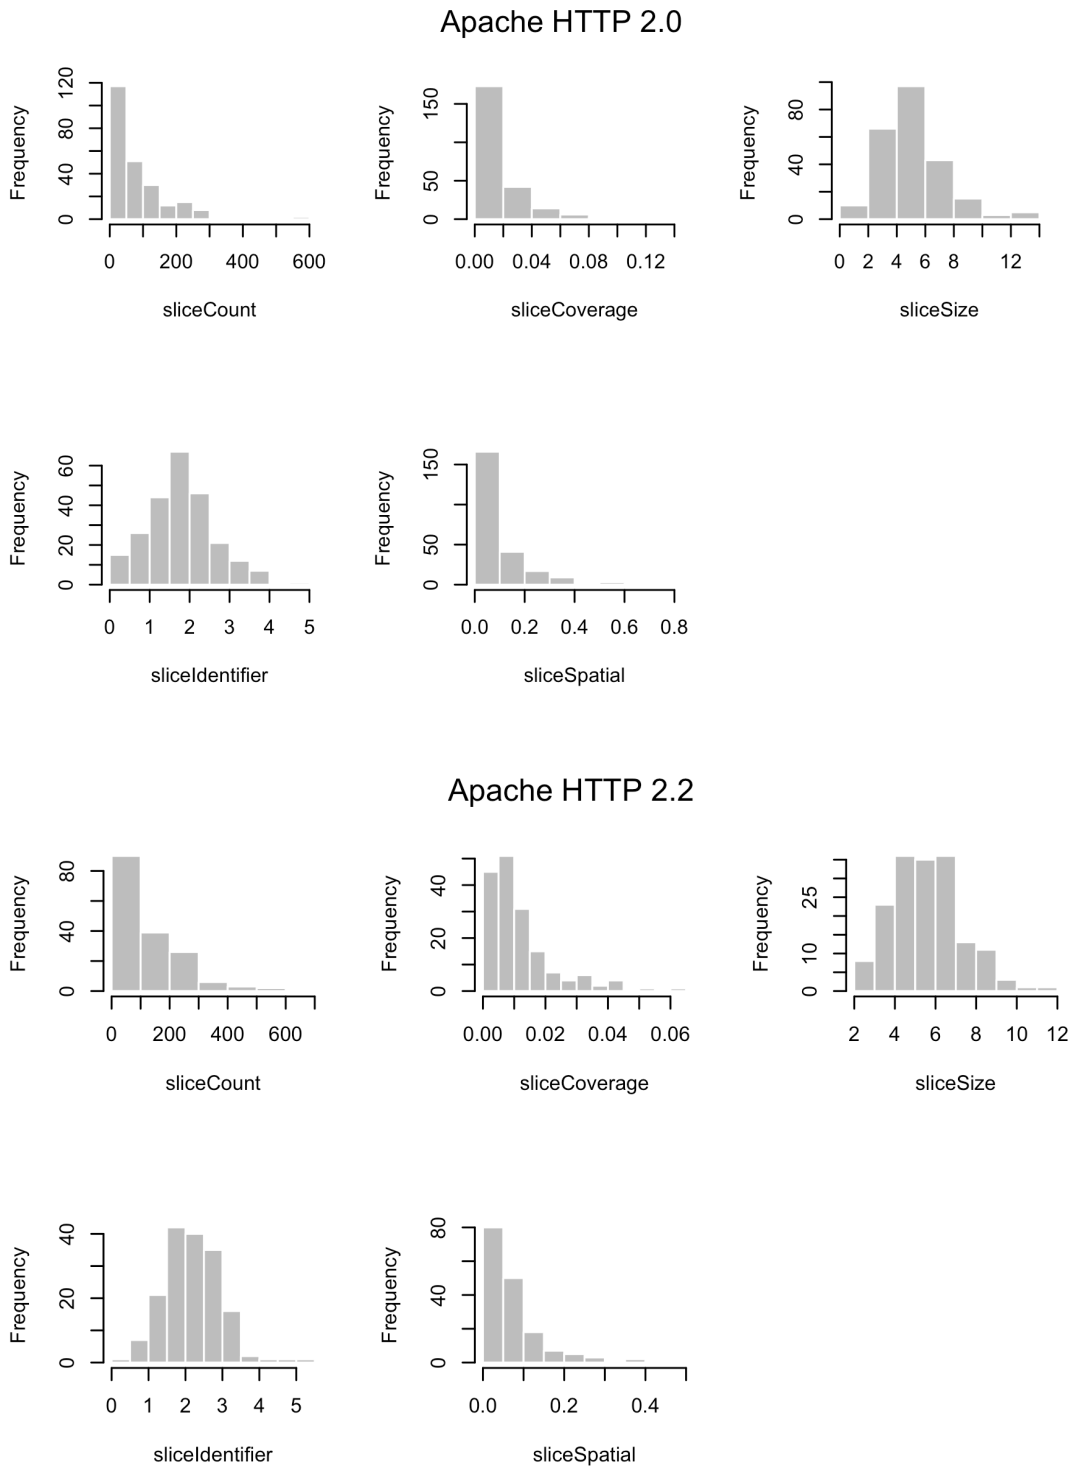 Apache HTTP 2.0
Frequency
0 40 80 120
0 200 400 600
sliceCount
Frequency
0 50 150
0.00 0.04 0.08 0.12
sliceCoverage
Frequency
0 40 80
0 2 4 6 8 12
sliceSize
Frequency
0 20 40 60
0 1 2 3 4 5
sliceIdentifier
Frequency
0 50 150
0.0 0.2 0.4 0.6 0.8
sliceSpatial
Apache HTTP 2.2
Frequency
0 40 80
0 200 400 600
sliceCount
Frequency
0 20 40
0.00 0.02 0.04 0.06
sliceCoverage
Frequency
0 10 25
2 4 6 8 10 12
sliceSize
Frequency
0 20 40
0 1 2 3 4 5
sliceIdentifier
Frequency
0 40 80
0.0 0.2 0.4
sliceSpatial